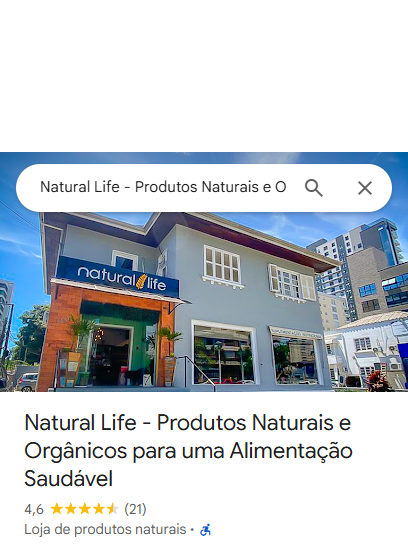 Natural Life - Produtos Naturais e O
natural life
Natural Life - Produtos Naturais e
Orgânicos para uma Alimentação
Saudável
4,6 (21)
Loja de produtos naturais ·